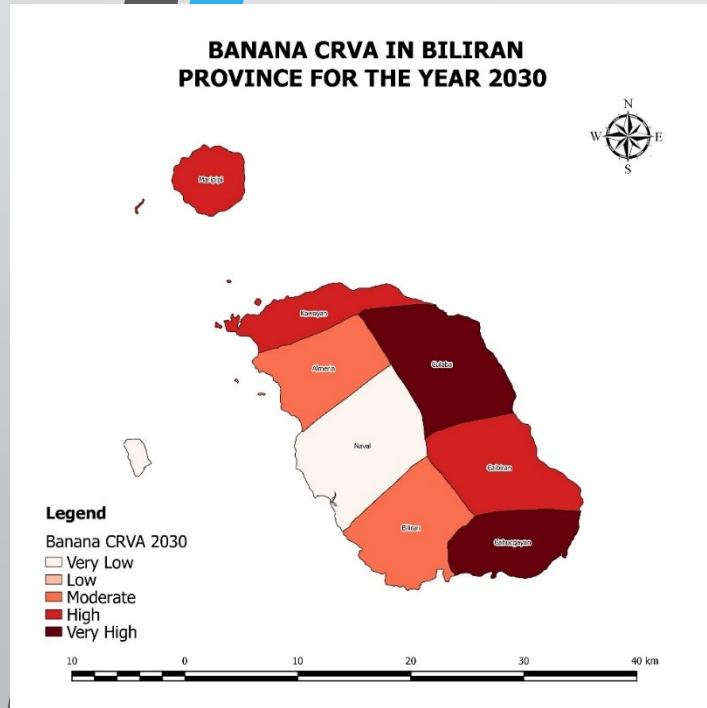 BANANA CRVA IN BILIRAN
PROVINCE FOR THE YEAR 2030
N
W E
S
Maripipi
Kawayan
Almeria
Culaba
Naval
Caibiran
Biliran
Cabucgayan
Legend
Banana CRVA 2030
Very Low
Low
Moderate
High
Very High
10 0 10 20 30 40 km